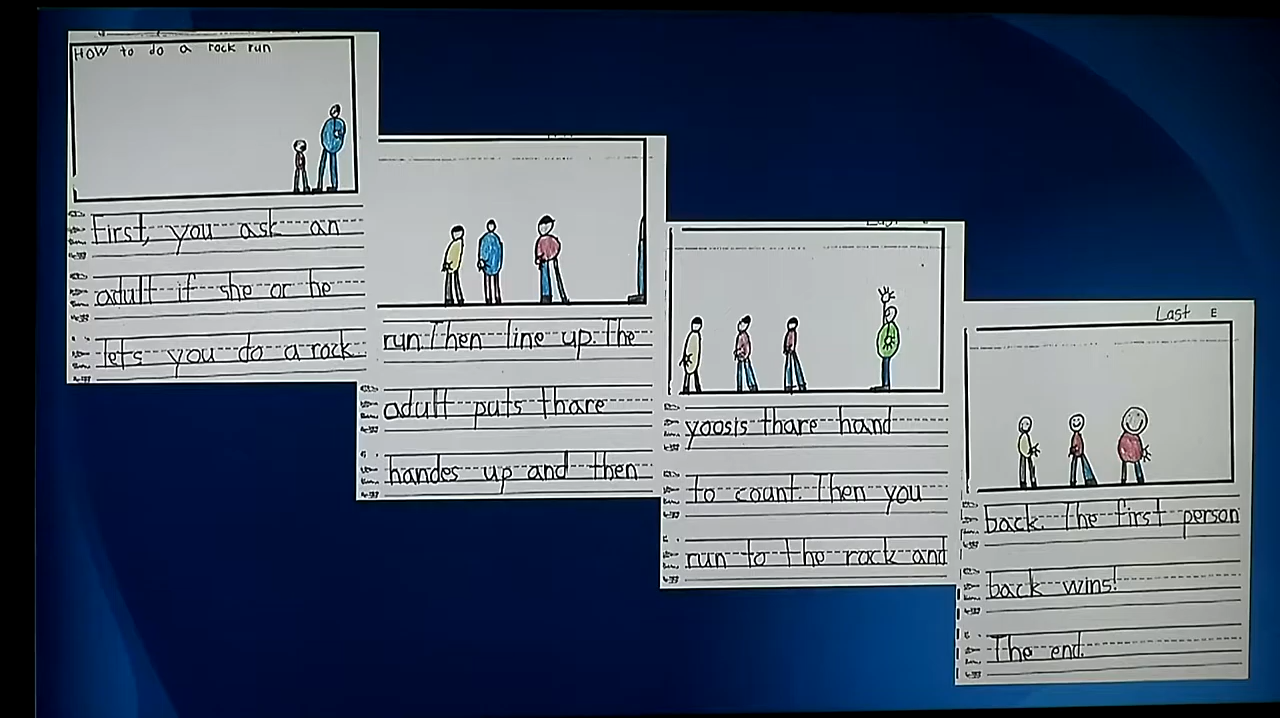 HOW to do a rock run
First, you ask an
adult if she or he
lets you do a rock
run. Then line up. The
adult puts thare
handes up and then
Last E
yoosis thare hand
to count. Then you
run to the rock and
Last E
back. The first person
back wins!
The end.